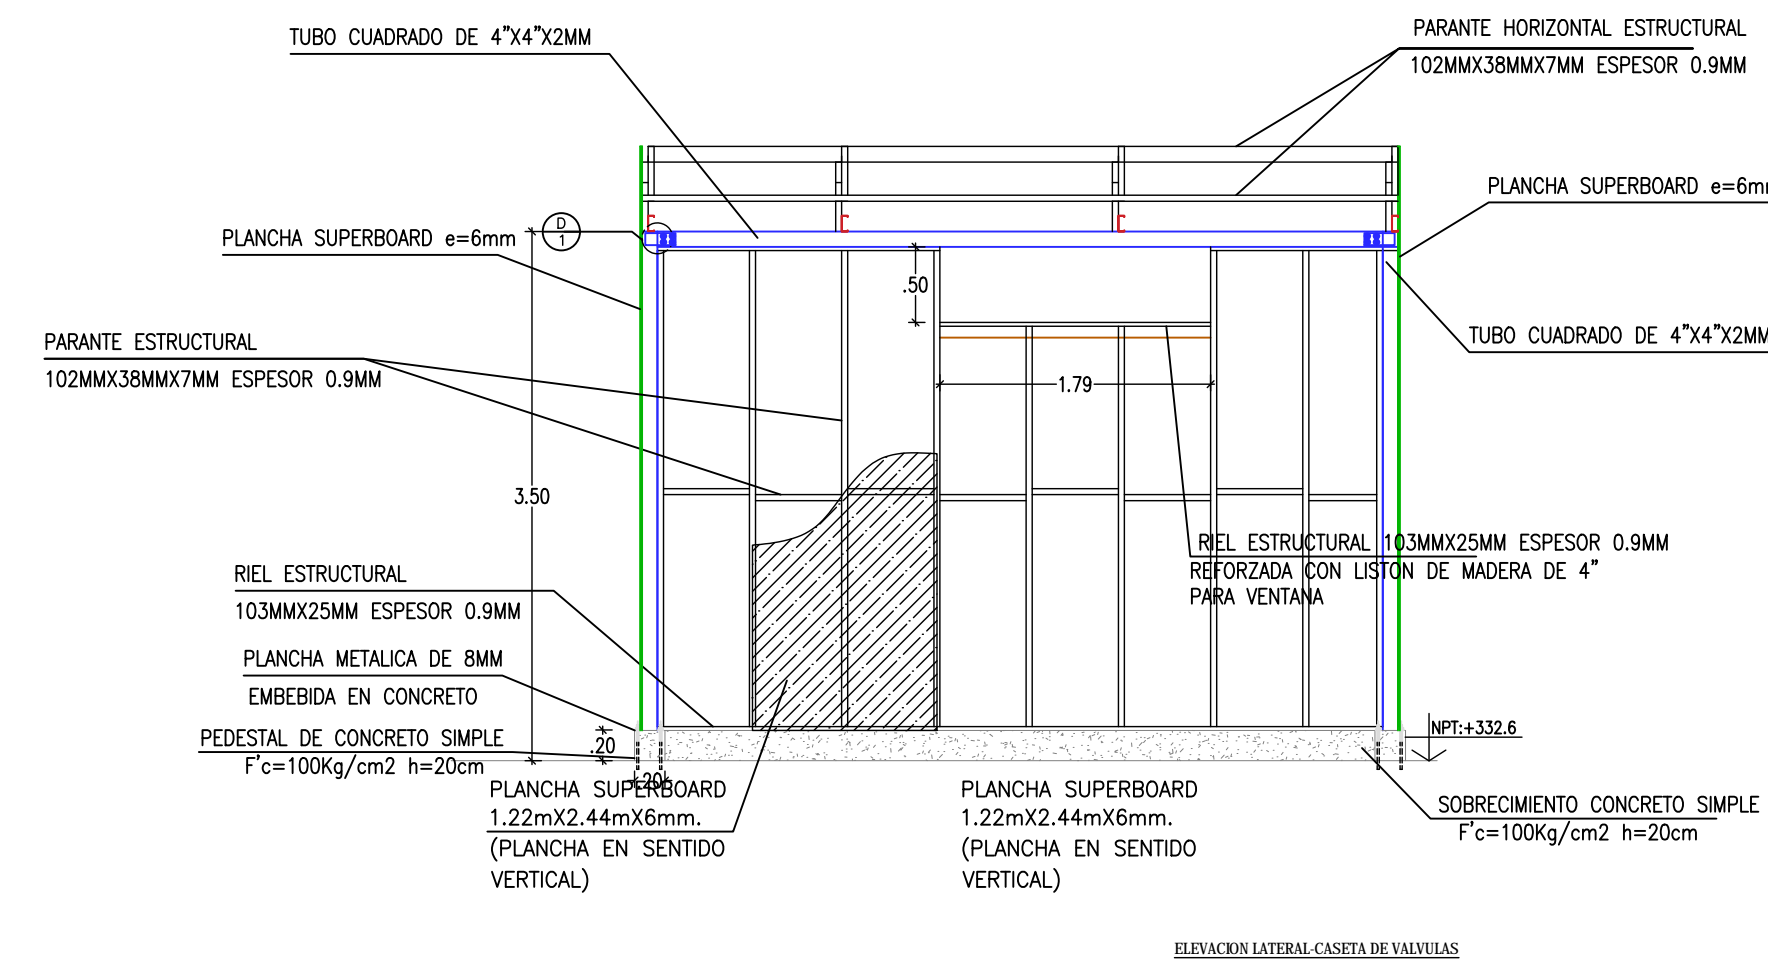 PARANTE HORIZONTAL ESTRUCTURAL
102MMX38MMX7MM ESPESOR 0.9MM
TUBO CUADRADO DE 4"X4"X2MM
PLANCHA SUPERBOARD e=6m
D
1
PLANCHA SUPERBOARD e=6mm
.50
TUBO CUADRADO DE 4"X4"X2MM
PARANTE ESTRUCTURAL
102MMX38MMX7MM ESPESOR 0.9MM
1.79
3.50
RIEL ESTRUCTURAL 103MMX25MM ESPESOR 0.9MM
REFORZADA CON LISTON DE MADERA DE 4"
PARA VENTANA
RIEL ESTRUCTURAL
103MMX25MM ESPESOR 0.9MM
PLANCHA METALICA DE 8MM
EMBEBIDA EN CONCRETO
NPT:+332.6
PEDESTAL DE CONCRETO SIMPLE
F'c=100Kg/cm2 h=20cm
.20
.20
PLANCHA SUPERBOARD
1.22mX2.44mX6mm.
(PLANCHA EN SENTIDO
VERTICAL)
PLANCHA SUPERBOARD
1.22mX2.44mX6mm.
(PLANCHA EN SENTIDO
VERTICAL)
SOBRECIMIENTO CONCRETO SIMPLE
F'c=100Kg/cm2 h=20cm
ELEVACION LATERAL-CASETA DE VALVULAS